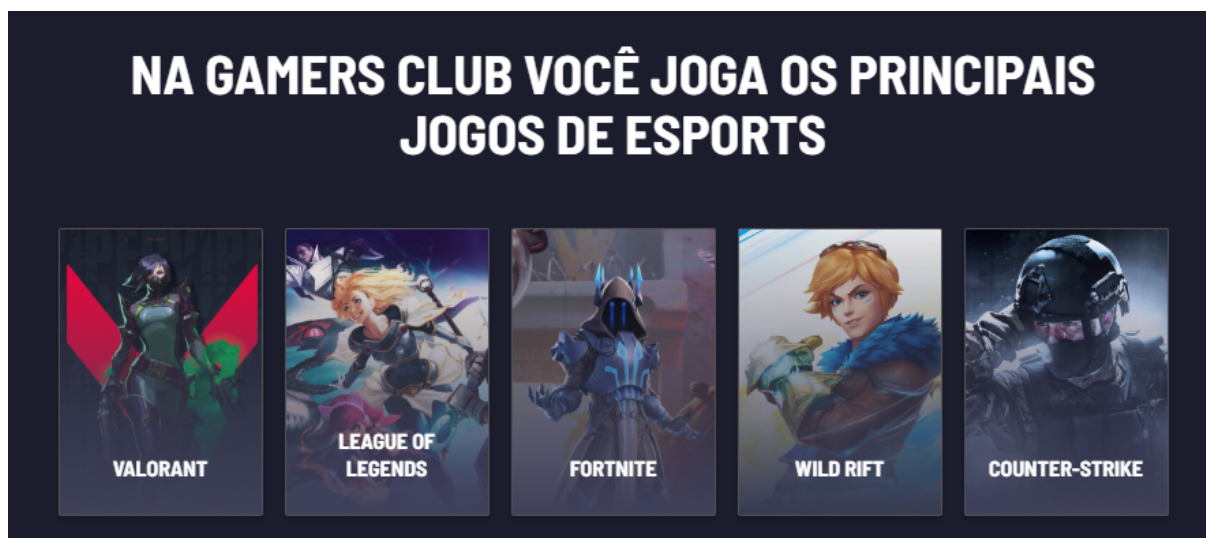 NA GAMERS CLUB VOCÊ JOGA OS PRINCIPAIS
JOGOS DE ESPORTS
VALORANT
LEAGUE OF
LEGENDS
FORTNITE
WILD RIFT
COUNTER-STRIKE